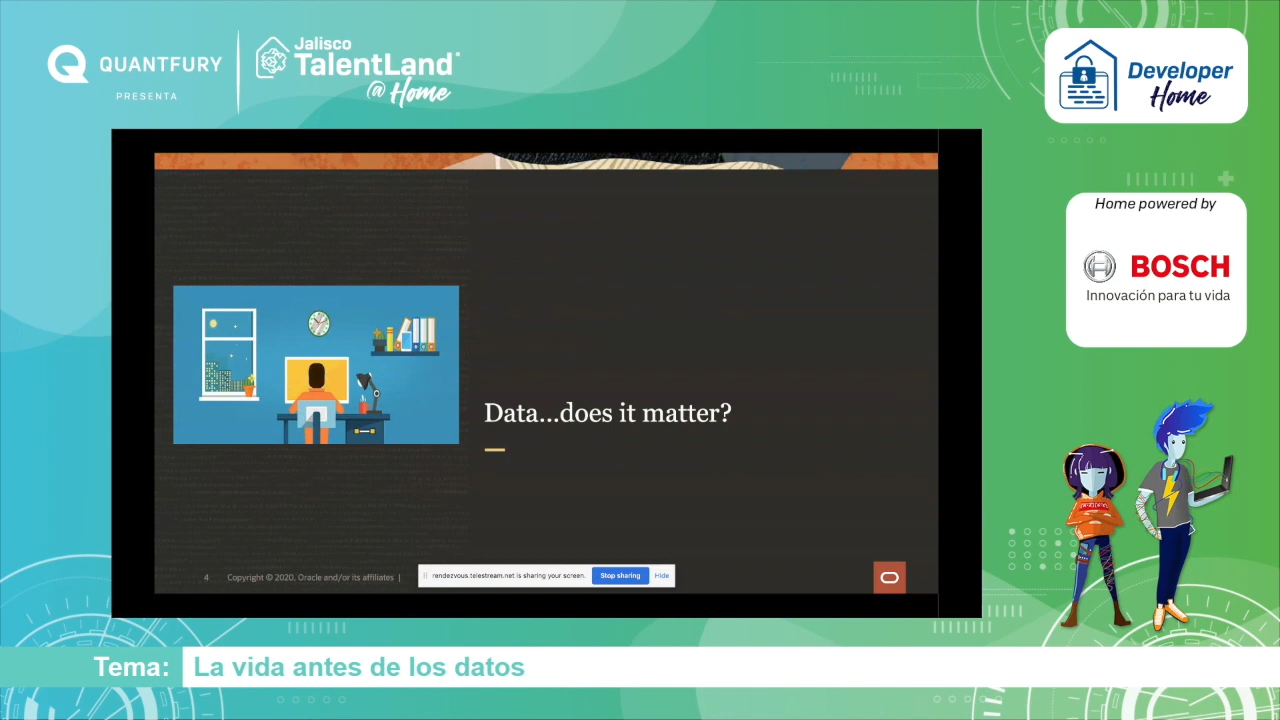 QUANTFURY
PRESENTA
Jalisco
TalentLand
@ Home
Developer
Home
Home powered by
BOSCH
Innovación para tu vida
Data...does it matter?
4 Copyright © 2020, Oracle and/or its affiliates |
rendezvous.telestream.net is sharing your screen. Stop sharing Hide
Tema: La vida antes de los datos